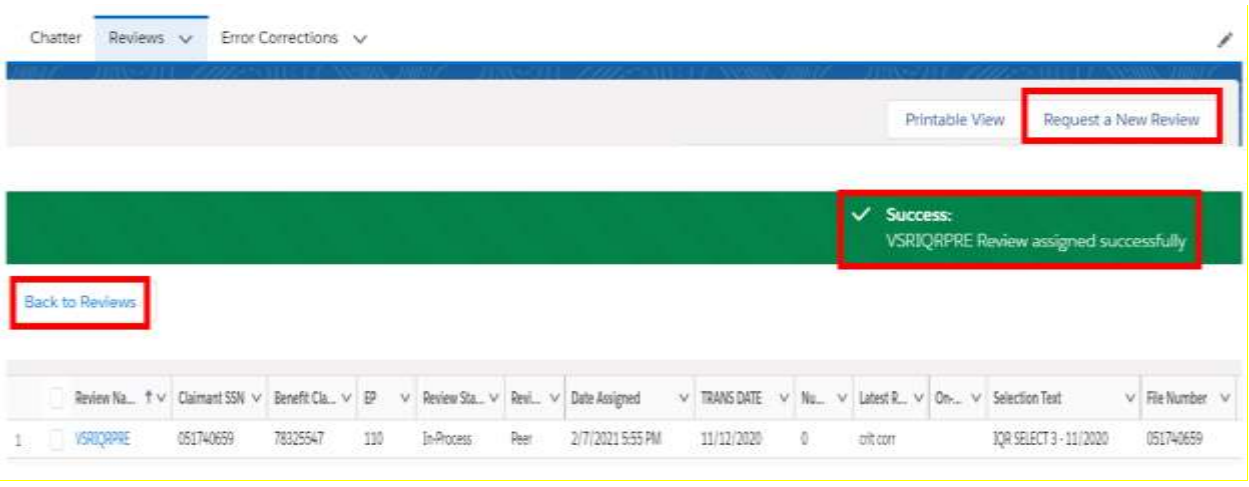 Chatter Reviews Error Corrections
Printable View Request a New Review
Success:
VSRIQRPRE Review assigned successfully
Back to Reviews
Review Na... Claimant SSN Benefit Cla... EP Review Sta... Revi... Date Assigned TRANS DATE Nu... Latest R... On-... Selection Text File Number
1 VSRIQRPRE 051740659 78325547 110 In-Process Peer 2/7/2021 5:55 PM 11/12/2020 0 crit corr IQR SELECT 3 - 11/2020 051740659